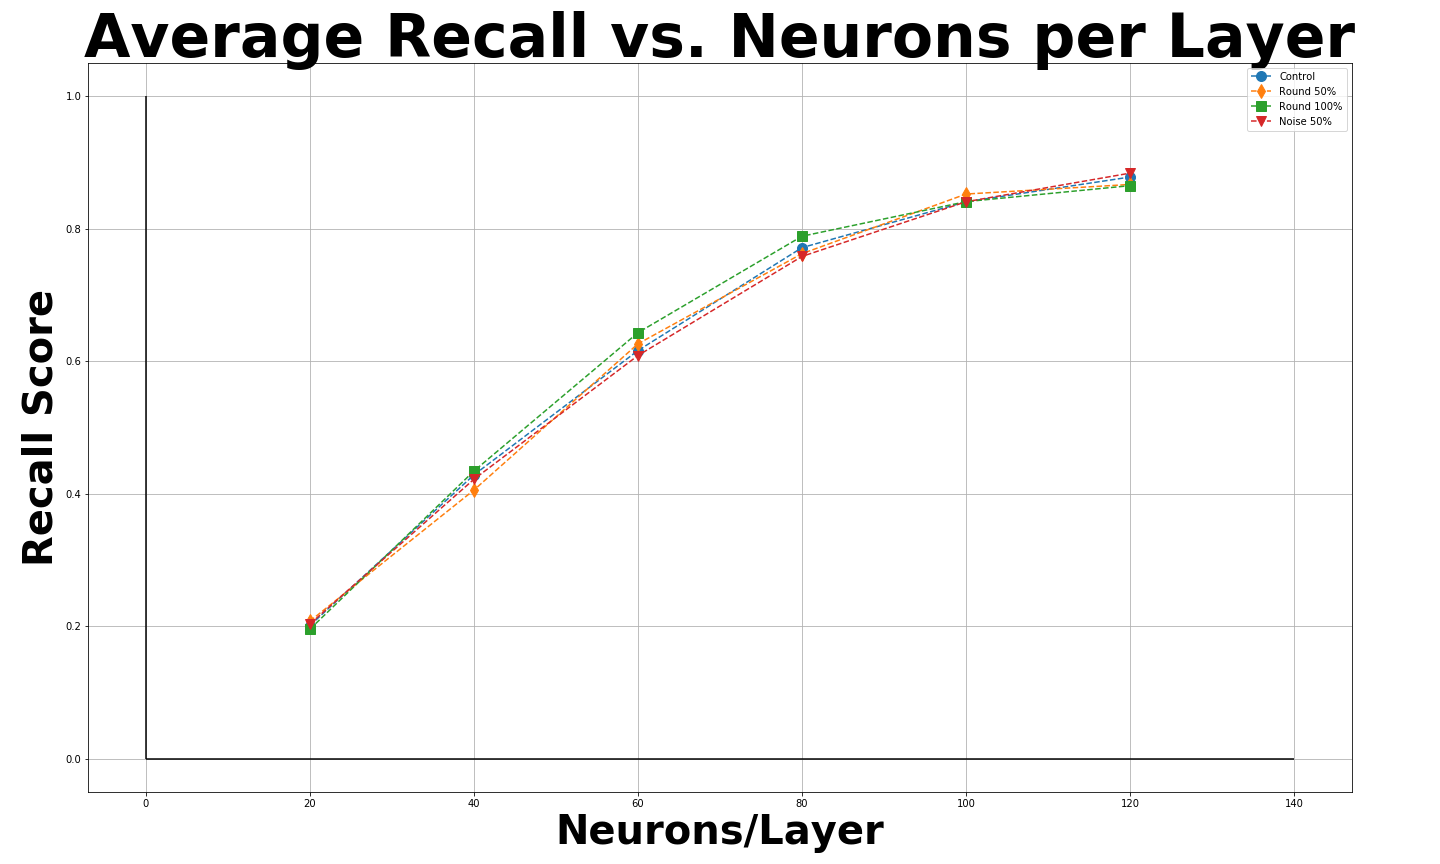 Average Recall vs. Neurons per Layer
Control
Round 50%
Round 100%
Noise 50%
1.0
0.8
0.6
0.4
0.2
0.0
Recall Score
0 20 40 60 80 100 120 140
Neurons/Layer